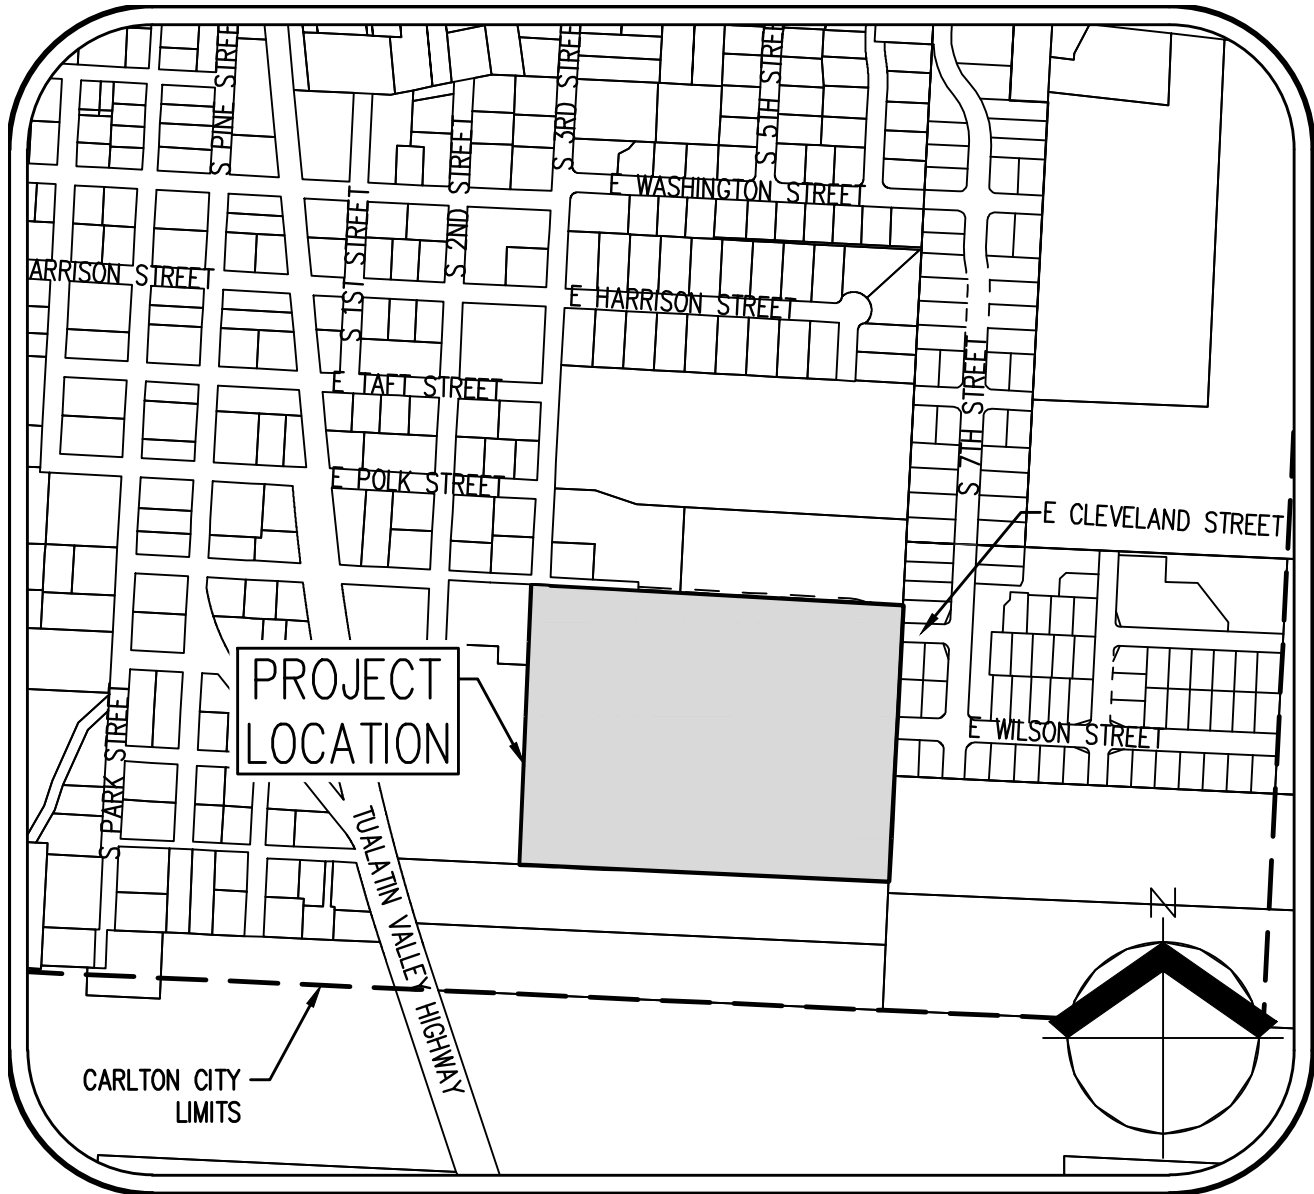 S PINE STREET
S 3RD STREET
S 5TH STREET
E WASHINGTON STREET
S 1ST STREET
S 2ND STREET
ARRISON STREET
E HARRISON STREET
E TAFT STREET
S 7TH STREET
E POLK STREET
E CLEVELAND STREET
PROJECT
LOCATION
S PARK STREET
E WILSON STREET
TUALATIN VALLEY HIGHWAY
N
CARLTON CITY
LIMITS